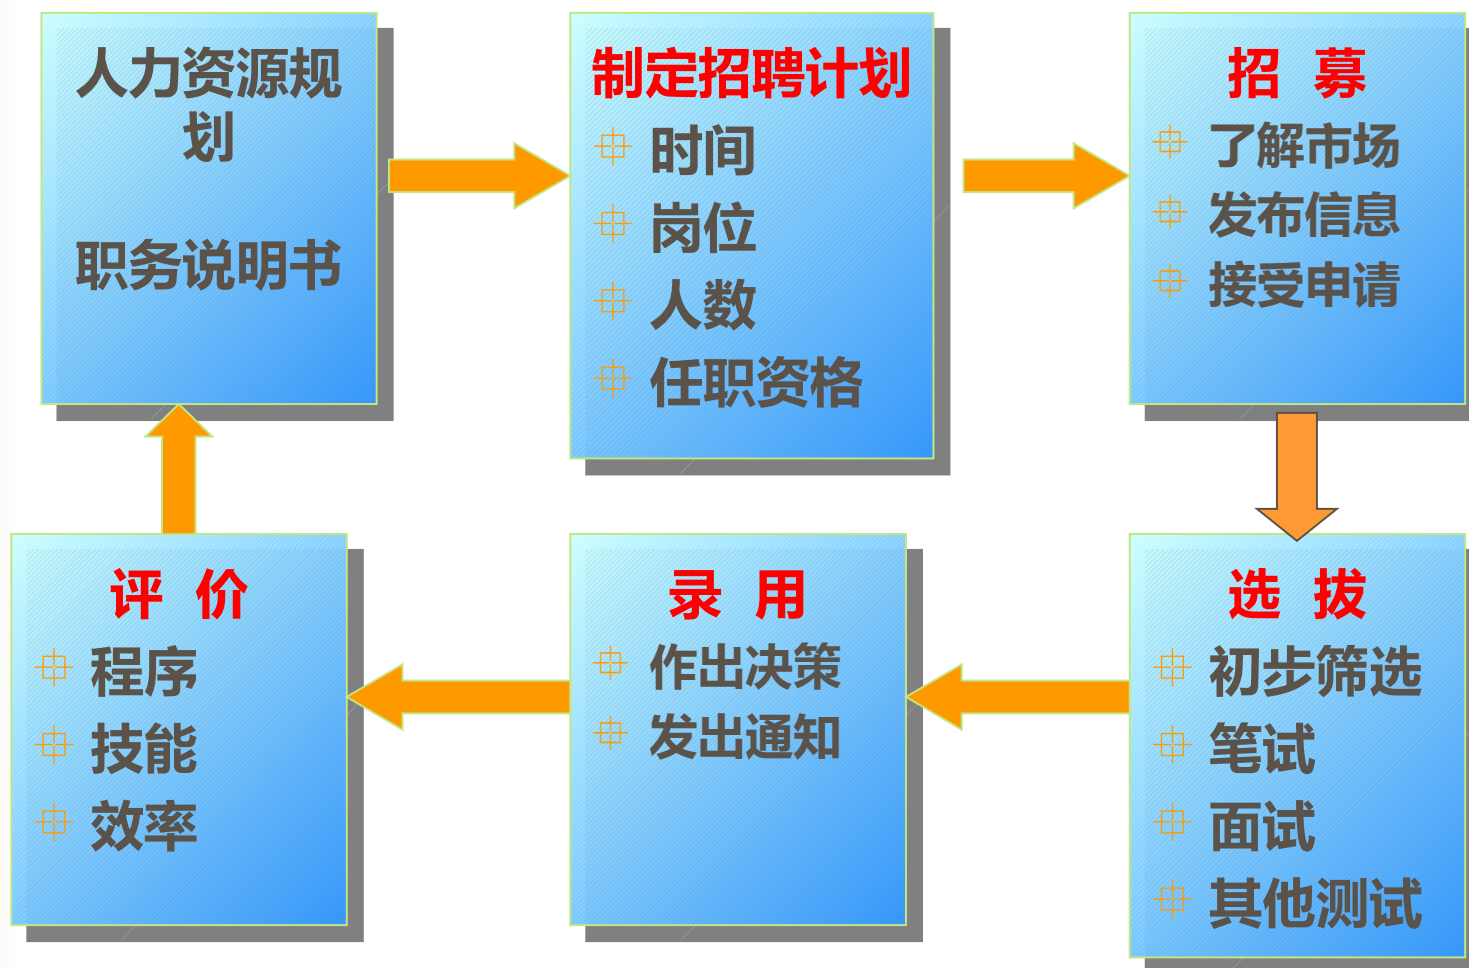 人力资源规
划
职务说明书
制定招聘计划
时间
岗位
人数
任职资格
招 募
了解市场
发布信息
接受申请
评 价
程序
技能
效率
录 用
作出决策
发出通知
选 拔
初步筛选
笔试
面试
其他测试